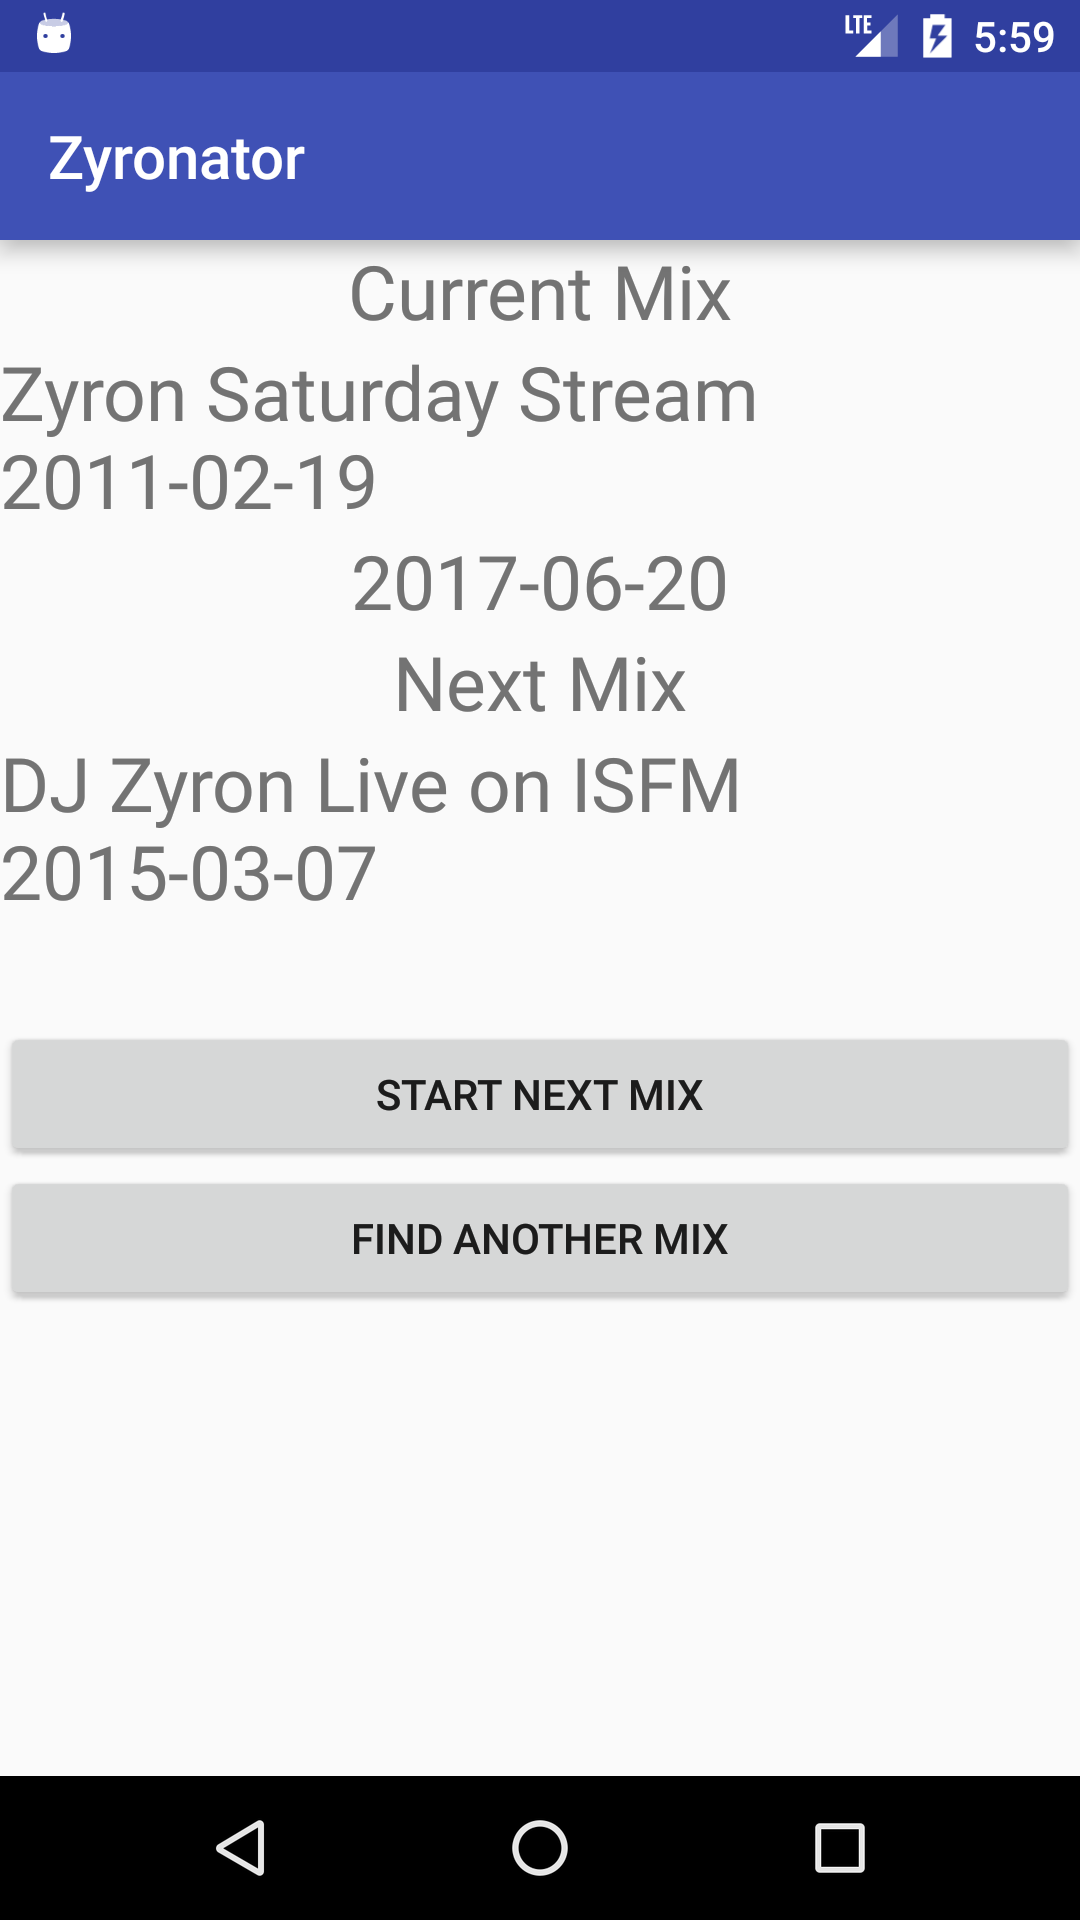 LTE 5:59
Zyronator
Current Mix
Zyron Saturday Stream
2011-02-19
2017-06-20
Next Mix
DJ Zyron Live on ISFM
2015-03-07
START NEXT MIX
FIND ANOTHER MIX